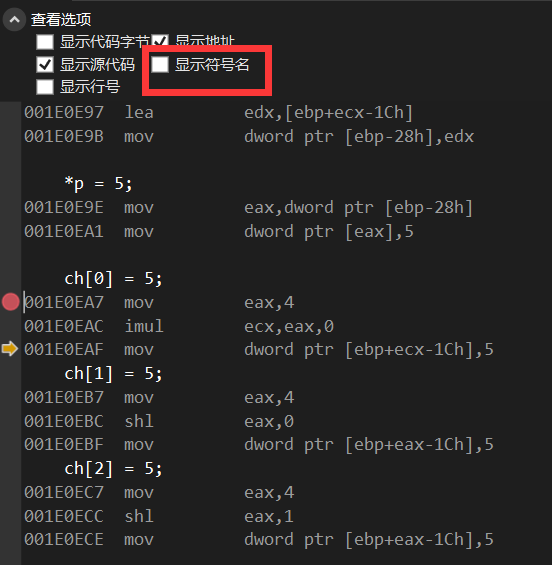 查看选项
显示代码字节 显示地址
显示源代码 显示符号名
显示行号
001E0E97 lea edx,[ebp+ecx-1Ch]
001E0E9B mov dword ptr [ebp-28h],edx
*p = 5;
001E0E9E mov eax,dword ptr [ebp-28h]
001E0EA1 mov dword ptr [eax],5
ch[0] = 5;
001E0EA7 mov eax,4
001E0EAC imul ecx,eax,0
001E0EAF mov dword ptr [ebp+ecx-1Ch],5
ch[1] = 5;
001E0EB7 mov eax,4
001E0EBC shl eax,0
001E0EBF mov dword ptr [ebp+eax-1Ch],5
ch[2] = 5;
001E0EC7 mov eax,4
001E0ECC shl eax,1
001E0ECE mov dword ptr [ebp+eax-1Ch],5